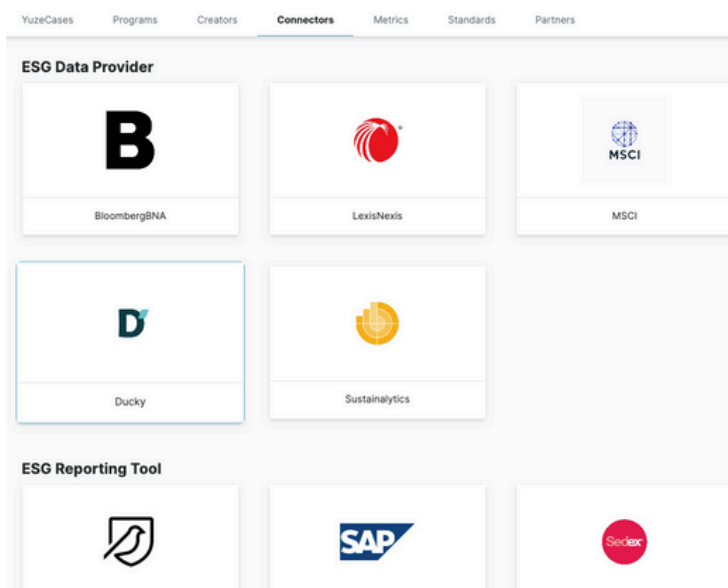 YuzeCases Programs Creators Connectors Metrics Standards Partners
ESG Data Provider
B
MSCI
BloombergBNA LexisNexis MSCI
D
Ducky Sustainalytics
ESG Reporting Tool
SAP Sedex